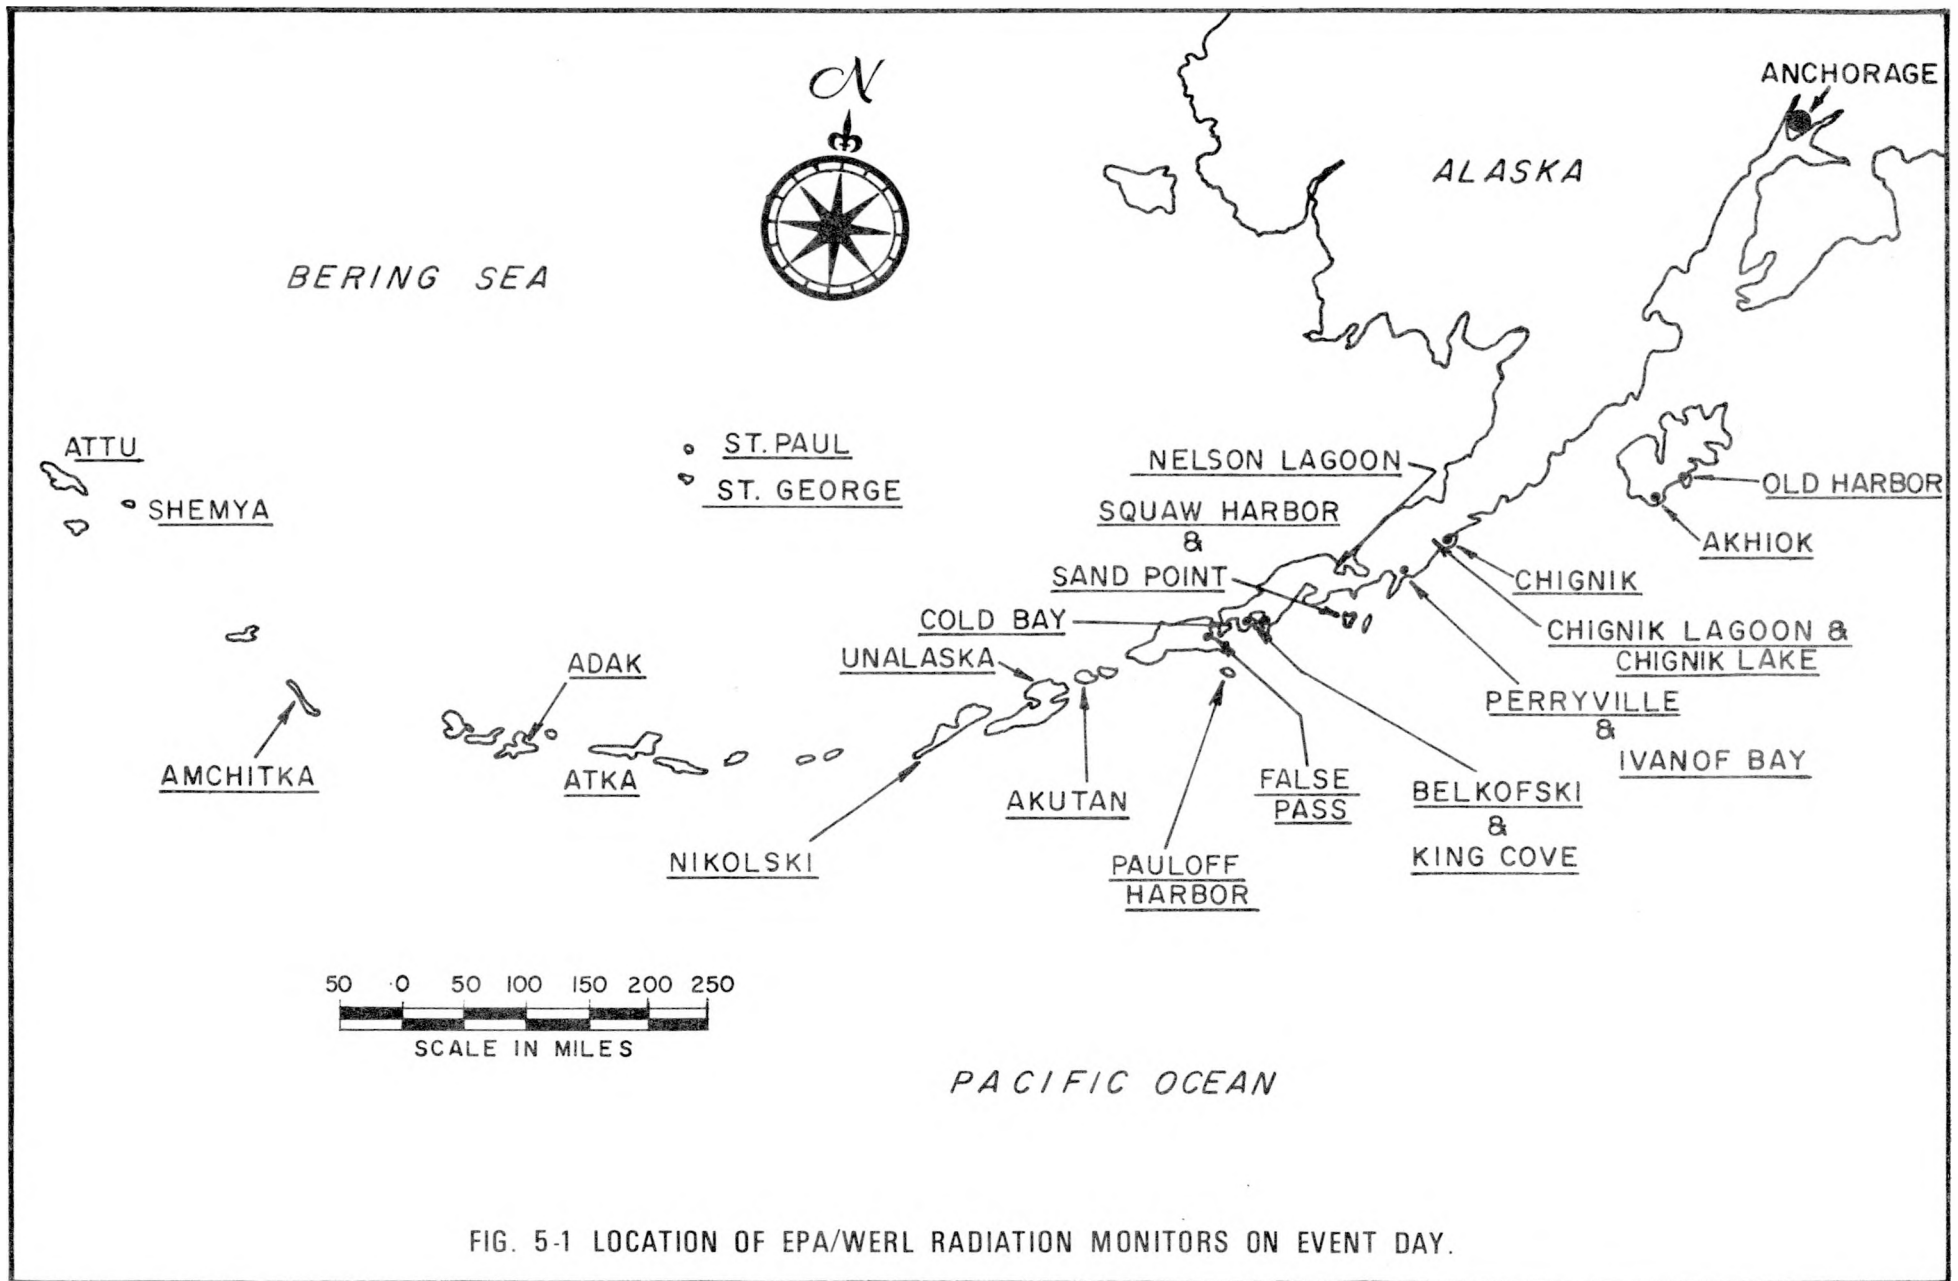 N
ANCHORAGE
ALASKA
BERING SEA
ATTU
SHEMYA
ST. PAUL
ST. GEORGE
NELSON LAGOON
SQUAW HARBOR
&
SAND POINT
OLD HARBOR
AKHIOK
CHIGNIK
COLD BAY
CHIGNIK LAGOON &
CHIGNIK LAKE
UNALASKA
ADAK
PERRYVILLE
&
IVANOF BAY
AMCHITKA
ATKA
AKUTAN
FALSE
PASS
BELKOFSKI
&
KING COVE
NIKOLSKI
PAULOFF
HARBOR
50 0 50 100 150 200 250
SCALE IN MILES
PACIFIC OCEAN
FIG. 5-1 LOCATION OF EPA/WERL RADIATION MONITORS ON EVENT DAY.